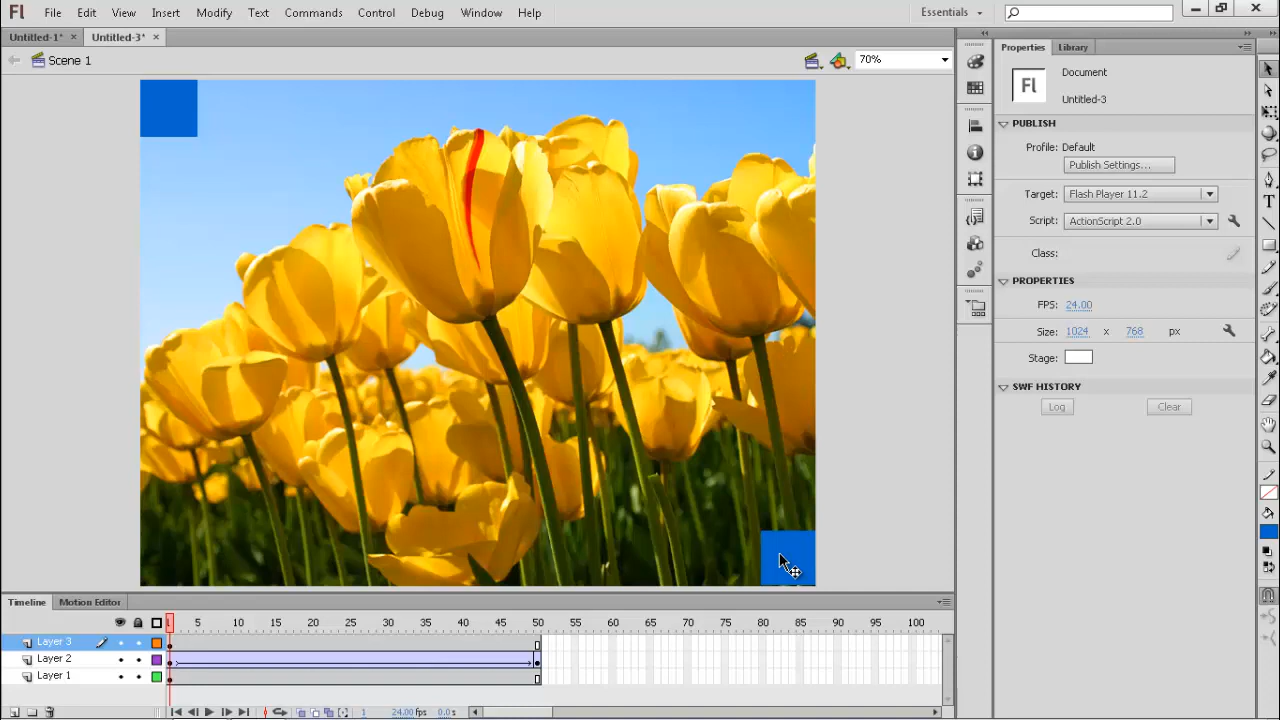 Fl File Edit View Insert Modify Text Commands Control Debug Window Help Essentials
Untitled-1* × Untitled-3* ×
Scene 1 70%
Properties Library
Fl Document
Untitled-3
PUBLISH
Profile: Default
Publish Settings...
Target: Flash Player 11.2
Script: ActionScript 2.0
Class:
PROPERTIES
FPS: 24.00
Size: 1024 x 768 px
Stage:
SWF HISTORY
Log Clear
Timeline Motion Editor
1 5 10 15 20 25 30 35 40 45 50 55 60 65 70 75 80 85 90 95 100
Layer 3
Layer 2
Layer 1
1 24.00 fps 0.0 s